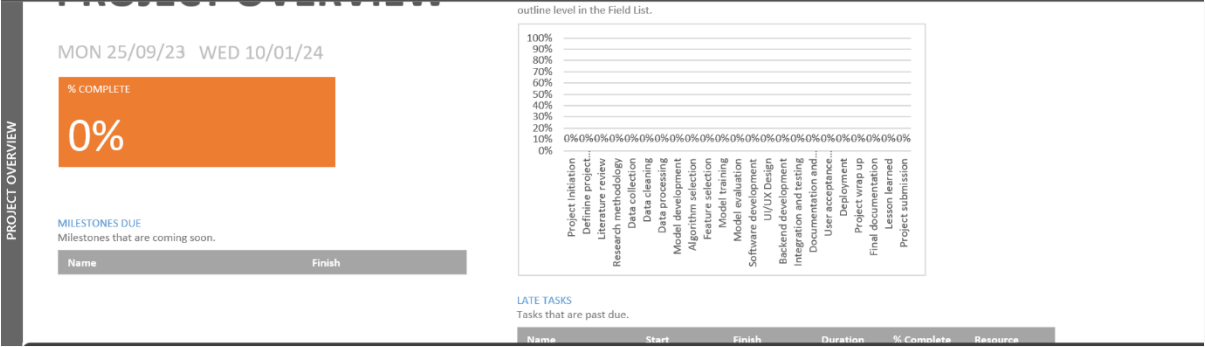 PROJECT OVERVIEW
PROJECT OVERVIEW
MON 25/09/23 WED 10/01/24
% COMPLETE
0%
MILESTONES DUE
Milestones that are coming soon.
Name Finish
outline level in the Field List.
100%
90%
80%
70%
60%
50%
40%
30%
20%
10%
0%
0%0%0%0%0%0%0%0%0%0%0%0%0%0%0%0%0%0%0%0%0%0%0%
Project Initiation
Definine project...
Literature review
Research methodology
Data collection
Data cleaning
Data processing
Model development
Algorithm selection
Feature selection
Model training
Model evaluation
Software development
UI/UX Design
Backend development
Integration and testing
Documentation and...
User acceptance...
Deployment
Project wrap up
Final documentation
Lesson learned
Project submission
LATE TASKS
Tasks that are past due.
Name Start Finish Duration % Complete Resource